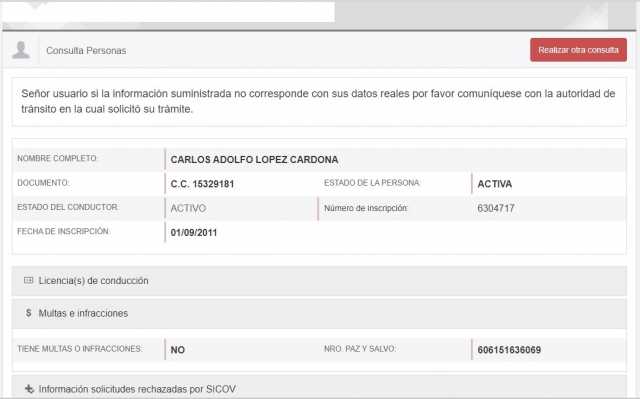 Consulta Personas
Realizar otra consulta
Señor usuario si la información suministrada no corresponde con sus datos reales por favor comuníquese con la autoridad de
tránsito en la cual solicitó su trámite.
NOMBRE COMPLETO: CARLOS ADOLFO LOPEZ CARDONA
DOCUMENTO: C.C. 15329181 ESTADO DE LA PERSONA: ACTIVA
ESTADO DEL CONDUCTOR: ACTIVO Número de inscripción: 6304717
FECHA DE INSCRIPCIÓN: 01/09/2011
Licencia(s) de conducción
$ Multas e infracciones
TIENE MULTAS O INFRACCIONES: NO NRO. PAZ Y SALVO: 606151636069
Información solicitudes rechazadas por SICOV